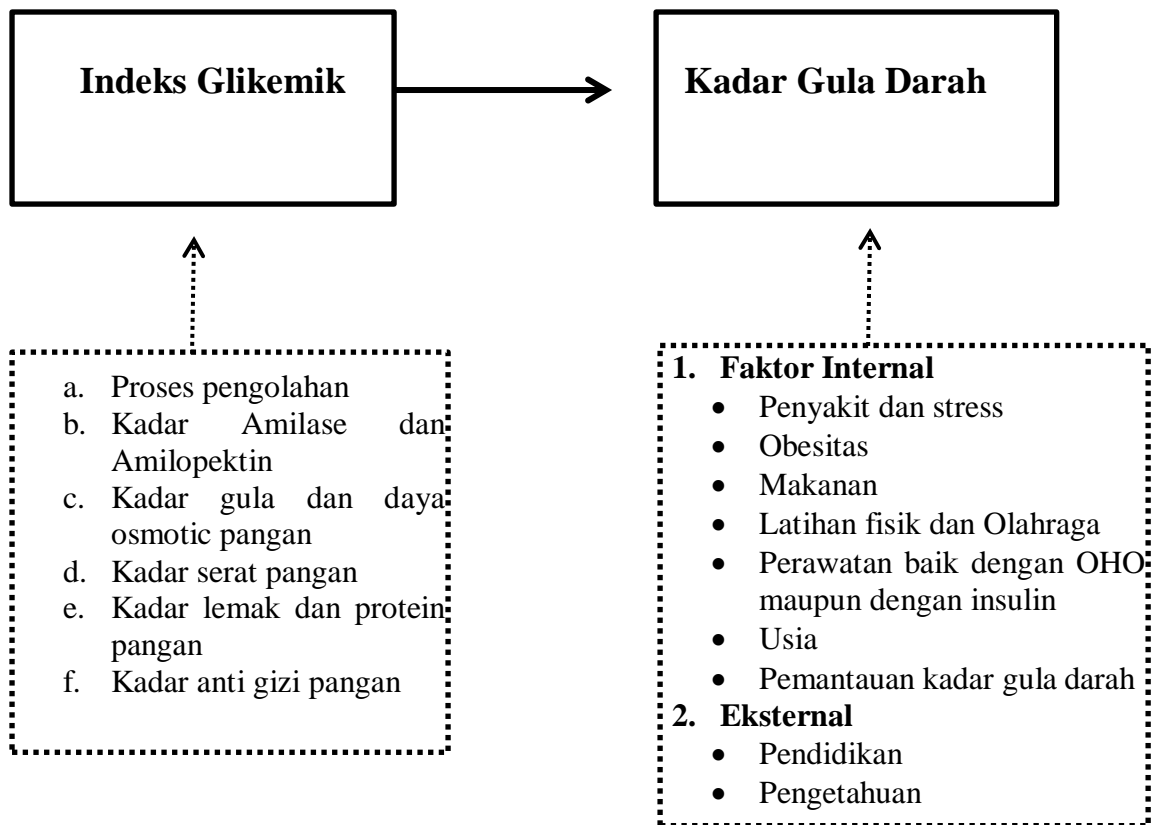 Indeks Glikemik
Kadar Gula Darah
a. Proses pengolahan
b. Kadar Amilase dan
Amilopektin
c. Kadar gula dan daya
osmotic pangan
d. Kadar serat pangan
e. Kadar lemak dan protein
pangan
f. Kadar anti gizi pangan
1. Faktor Internal
• Penyakit dan stress
• Obesitas
• Makanan
• Latihan fisik dan Olahraga
• Perawatan baik dengan OHO
maupun dengan insulin
• Usia
• Pemantauan kadar gula darah
2. Eksternal
• Pendidikan
• Pengetahuan